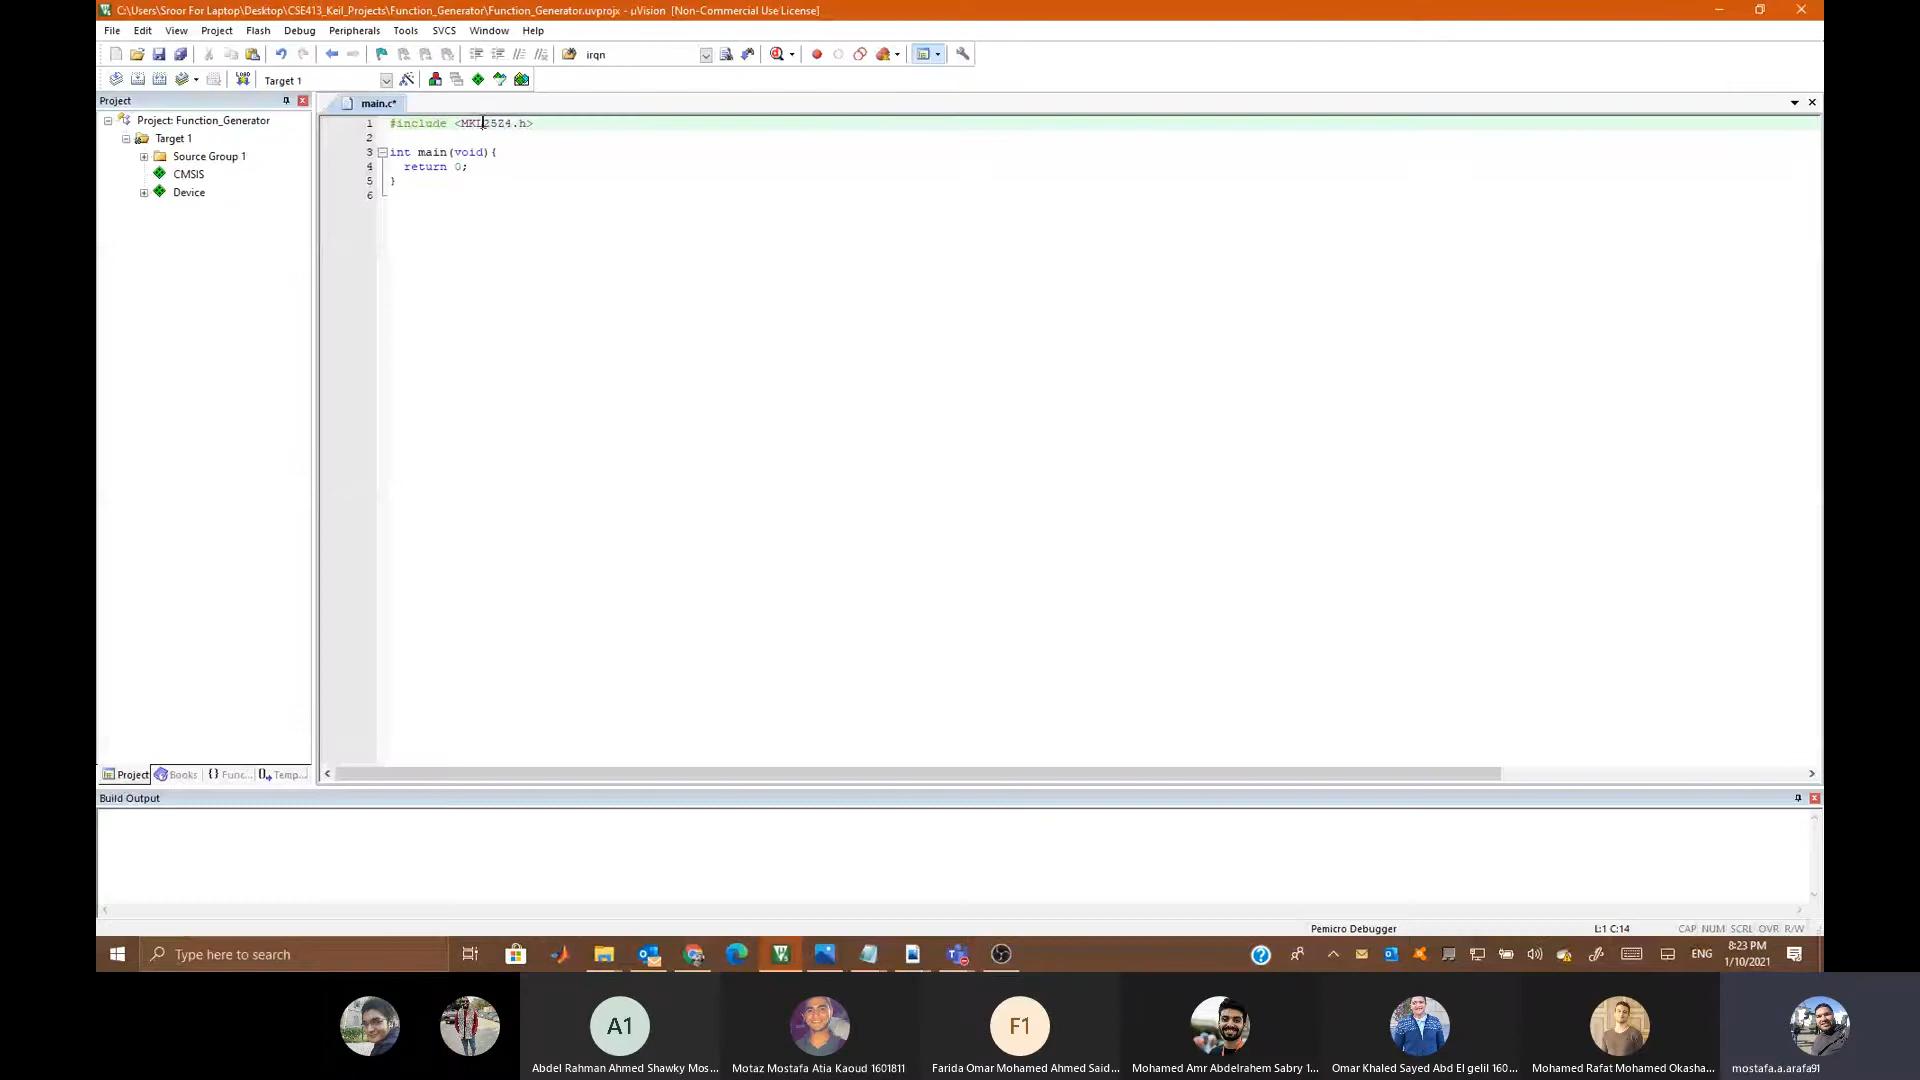 C:\Users\Sroor For Laptop\Desktop\CSE413_Keil_Projects\Function_Generator\Function_Generator.uvprojx - µVision [Non-Commercial Use License]
File Edit View Project Flash Debug Peripherals Tools SVCS Window Help
irqn
LOAD Target 1
Project
main.c*
Project: Function_Generator
Target 1
Source Group 1
CMSIS
Device
1 #include <MKL25Z4.h>
2
3 int main(void){
4 return 0;
5 }
6
Project Books {} Func... Temp...
Build Output
Pemicro Debugger L:1 C:14 CAP NUM SCRL OVR R/W
Type here to search
ENG 8:23 PM
1/10/2021
A1 F1
Abdel Rahman Ahmed Shawky Mos... Motaz Mostafa Atia Kaoud 1601811 Farida Omar Mohamed Ahmed Said... Mohamed Amr Abdelrahem Sabry 1... Omar Khaled Sayed Abd El gelil 160... Mohamed Rafat Mohamed Okasha... mostafa.a.arafa91